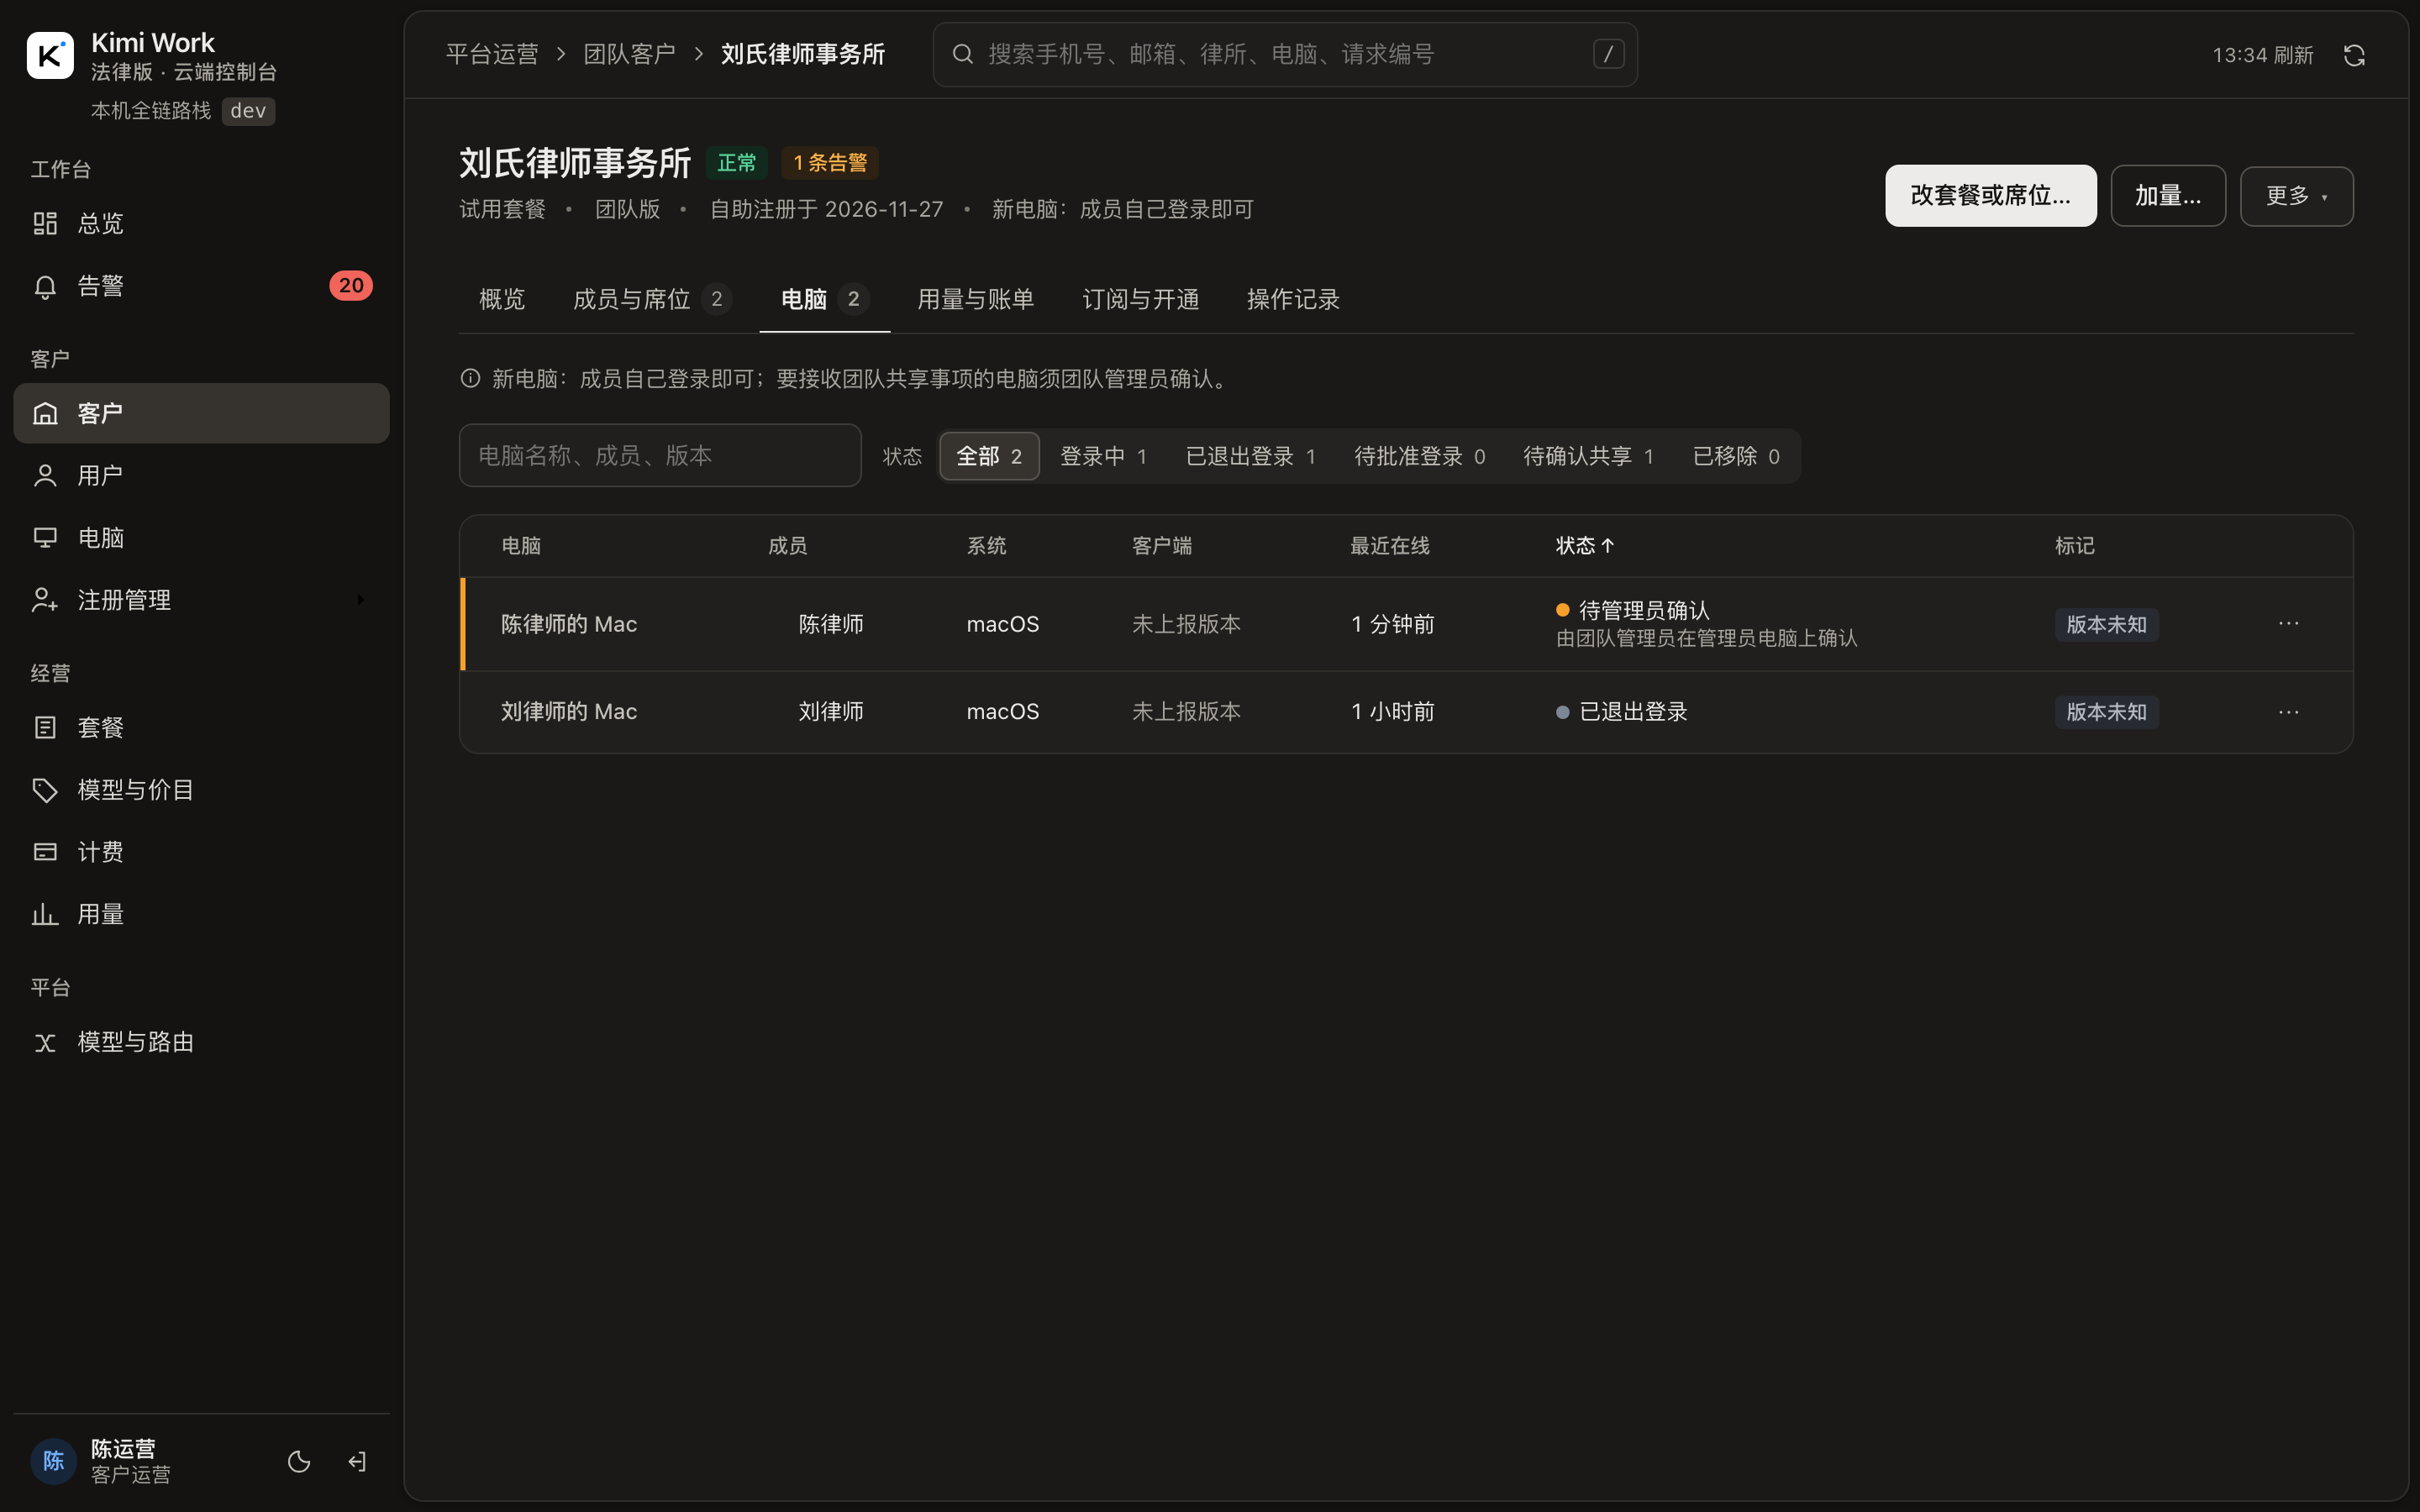 Kimi Work
法律版 · 云端控制台
本机全链路栈 dev
工作台
总览
告警 20
客户
客户
用户
电脑
注册管理
经营
套餐
模型与价目
计费
用量
平台
模型与路由
陈
陈运营
客户运营
平台运营 > 团队客户 > 刘氏律师事务所
搜索手机号、邮箱、律所、电脑、请求编号 /
13:34 刷新
刘氏律师事务所 正常 1 条告警
试用套餐 • 团队版 • 自助注册于 2026-11-27 • 新电脑：成员自己登录即可
改套餐或席位... 加量... 更多
概览 成员与席位 2 电脑 2 用量与账单 订阅与开通 操作记录
新电脑：成员自己登录即可；要接收团队共享事项的电脑须团队管理员确认。
电脑名称、成员、版本 状态 全部 2 登录中 1 已退出登录 1 待批准登录 0 待确认共享 1 已移除 0
电脑 成员 系统 客户端 最近在线 状态 ↑ 标记
陈律师的 Mac 陈律师 macOS 未上报版本 1 分钟前 待管理员确认 版本未知 ...
由团队管理员在管理员电脑上确认
刘律师的 Mac 刘律师 macOS 未上报版本 1 小时前 已退出登录 版本未知 ...